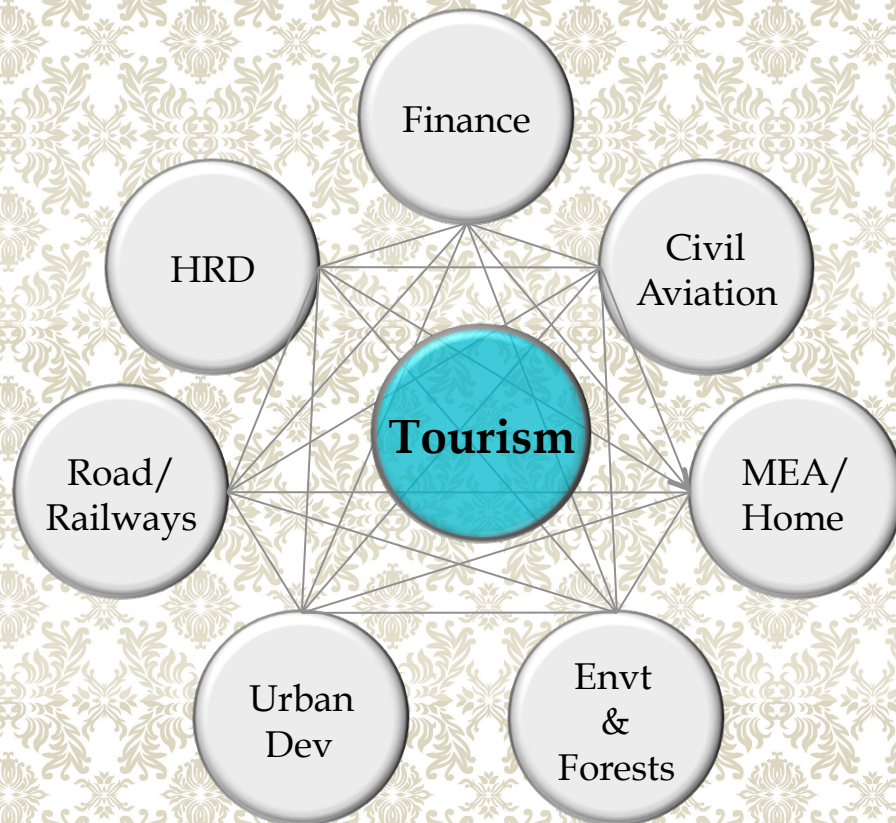 Finance
HRD
Civil
Aviation
Tourism
Road/
Railways
MEA/
Home
Urban
Dev
Envt
&
Forests